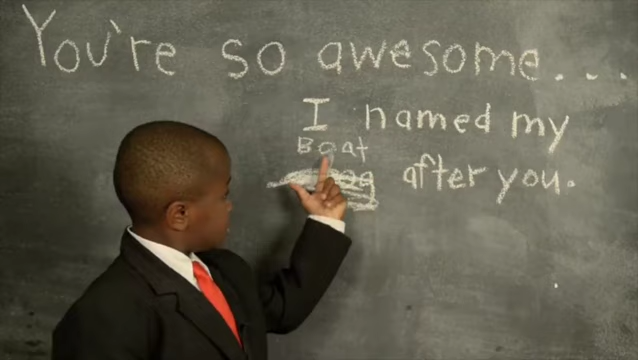 You're so awesome....
I named my
Boat
after you.